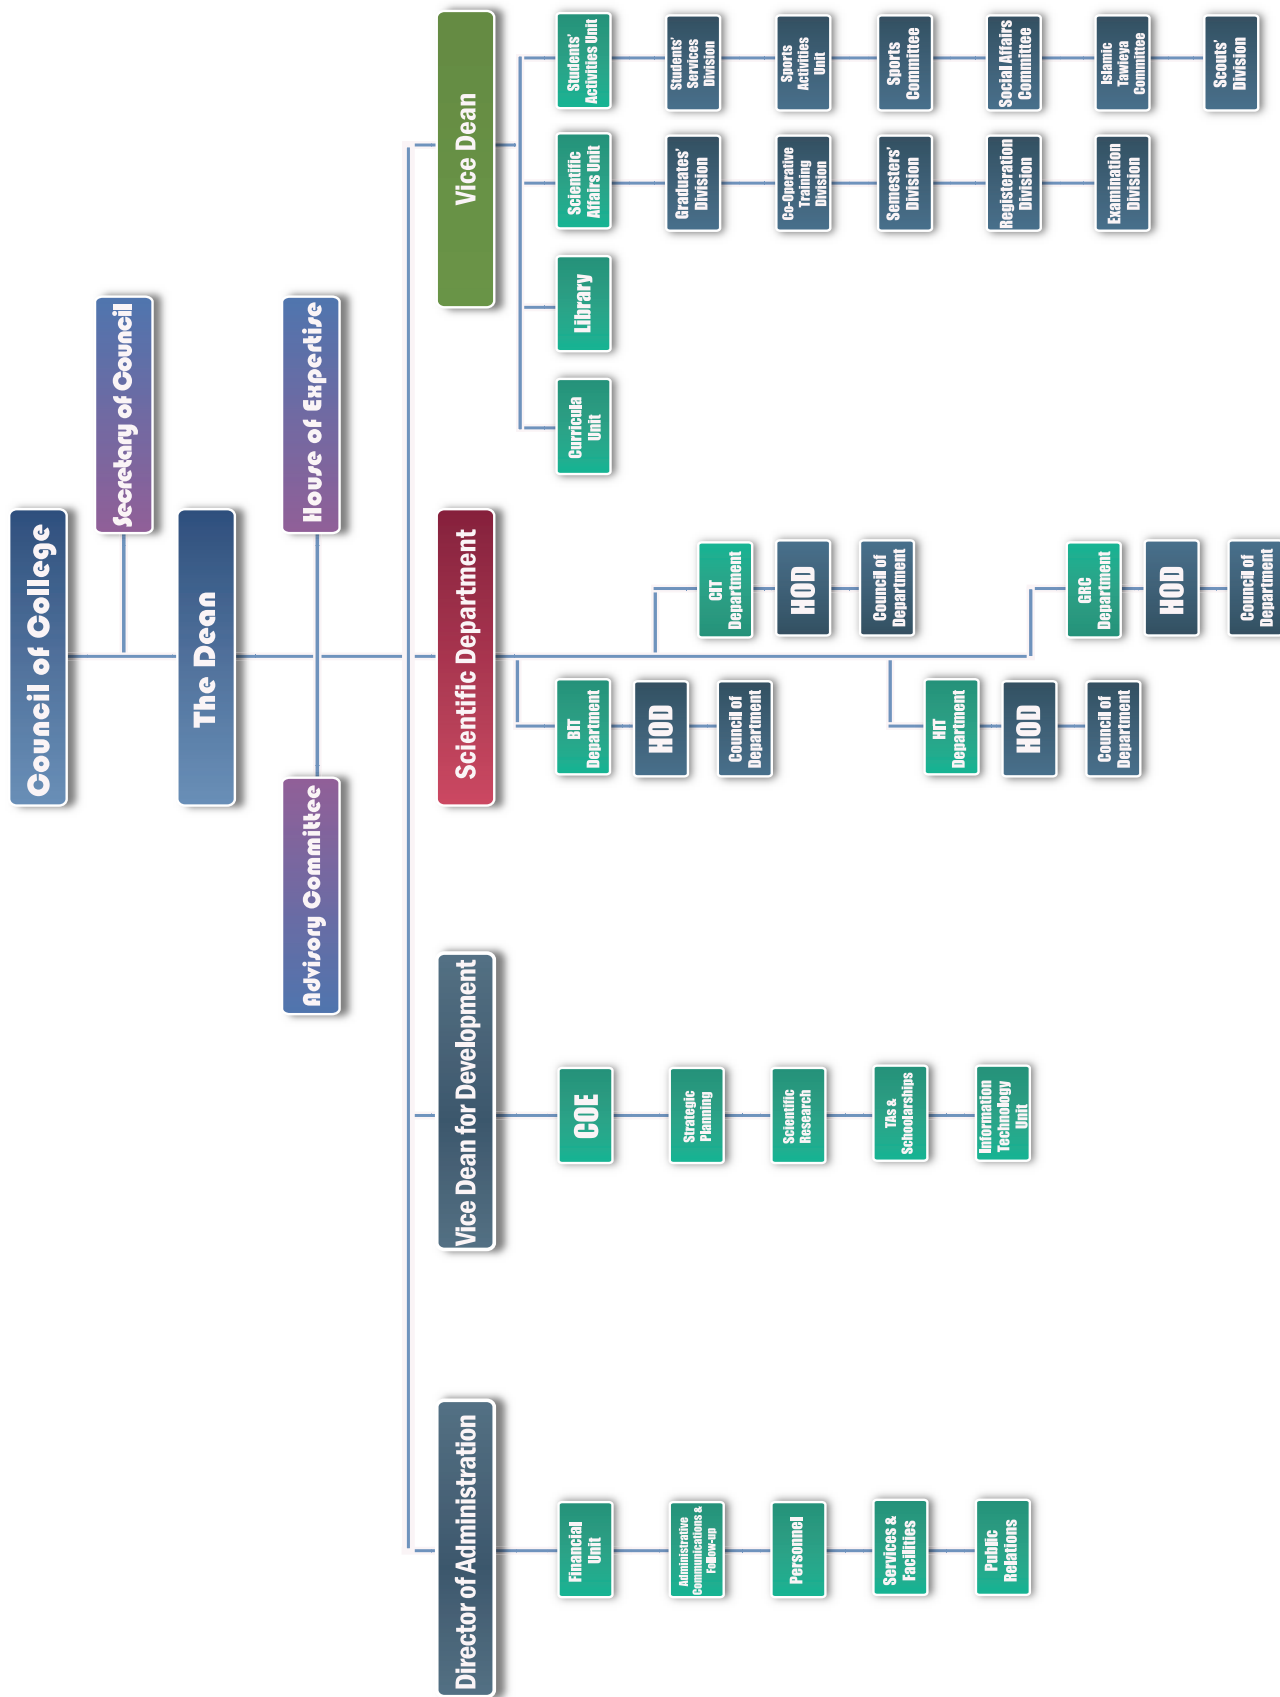 Council of College
Secretary of Council
The Dean
Advisory Committee
House of Expertise
Director of Administration
Vice Dean for Development
Scientific Department
Vice Dean
Financial
Unit
Administrative
Communications &
Follow-up
Personnel
Services &
Facilities
Public
Relations
COE
Strategic
Planning
Scientific
Research
TAs &
Schoolarships
Information
Technology
Unit
BIT
Department
HOD
Council of
Department
CIT
Department
HOD
Council of
Department
HIT
Department
HOD
Council of
Department
GRC
Department
HOD
Council of
Department
Curricula
Unit
Library
Scientific
Affairs Unit
Graduates'
Division
Co-Operative
Training
Division
Semesters'
Division
Registeration
Division
Examination
Division
Students'
Activities Unit
Students'
Services
Division
Sports
Activities
Unit
Sports
Committee
Social Affairs
Committee
Islamic
Tawieya
Committee
Scouts'
Division